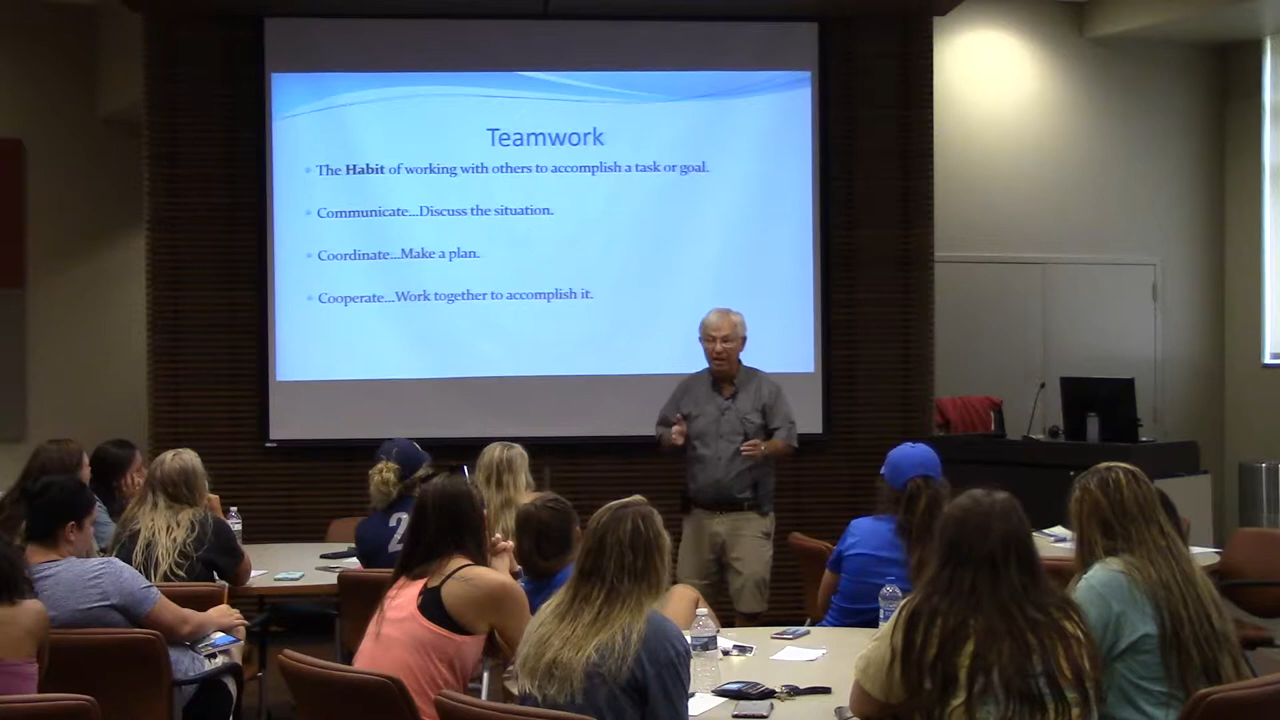 Teamwork
The Habit of working with others to accomplish a task or goal.
Communicate...Discuss the situation.
Coordinate...Make a plan.
Cooperate...Work together to accomplish it.
2